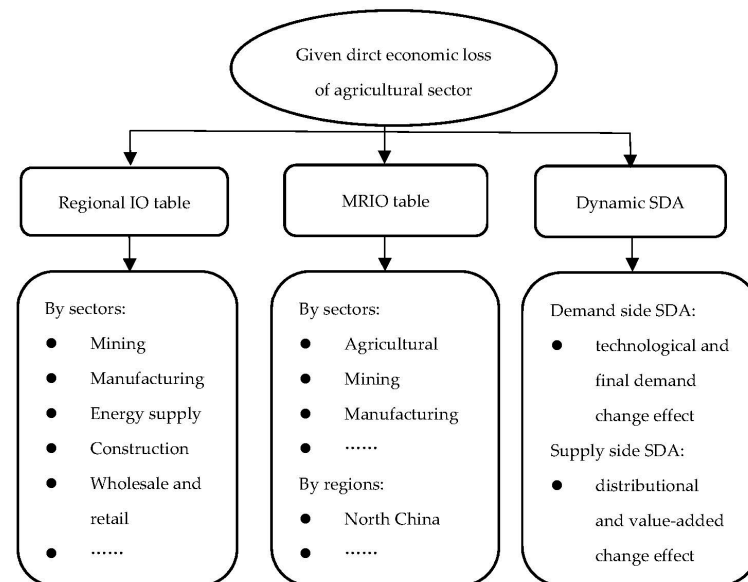 Given dirct economic loss
of agricultural sector
Regional IO table
MRIO table
Dynamic SDA
By sectors:
● Mining
● Manufacturing
● Energy supply
● Construction
● Wholesale and
retail
● ……
By sectors:
● Agricultural
● Mining
● Manufacturing
● ……
By regions:
● North China
● ……
Demand side SDA:
● technological and
final demand
change effect
Supply side SDA:
● distributional
and value-added
change effect